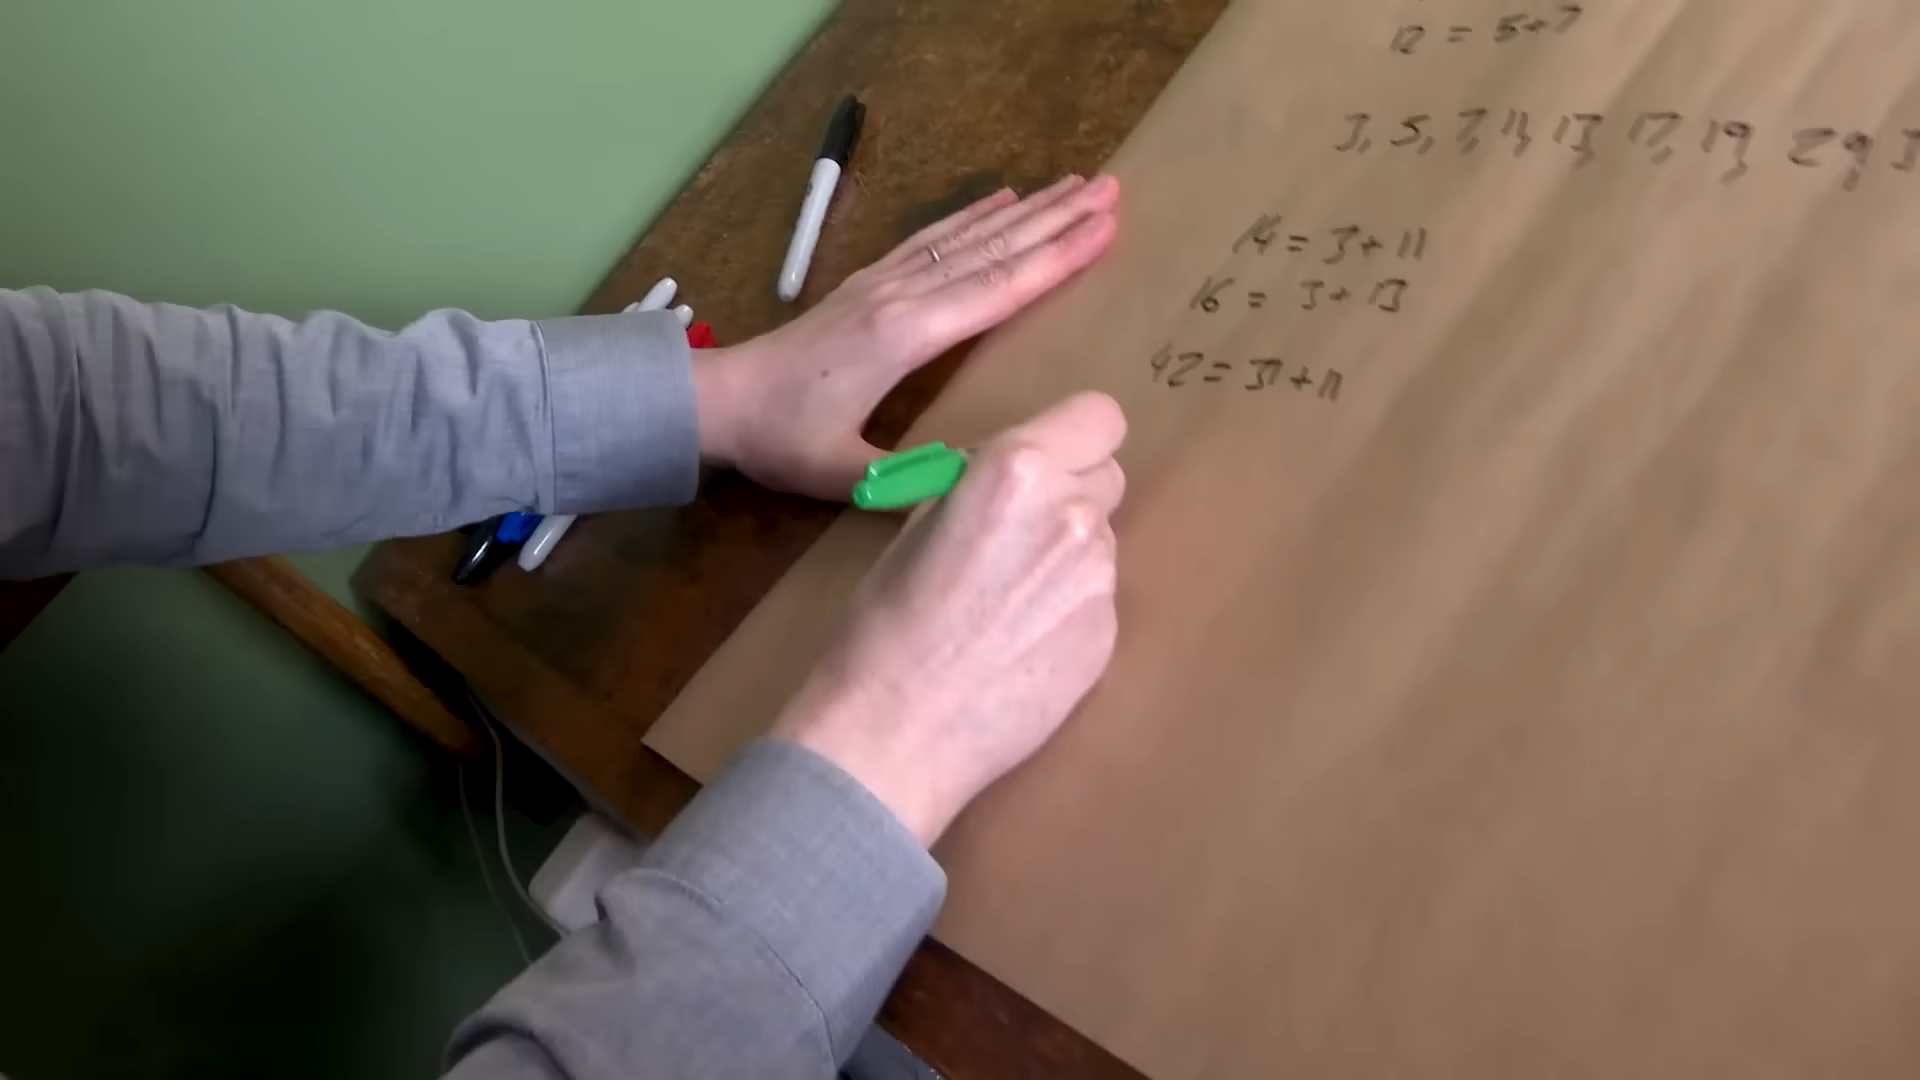 12 = 5+7
3, 5, 7, 11, 13, 17, 19, 29, 3
14 = 3+ 11
16 = 3+ 13
42 = 31+11